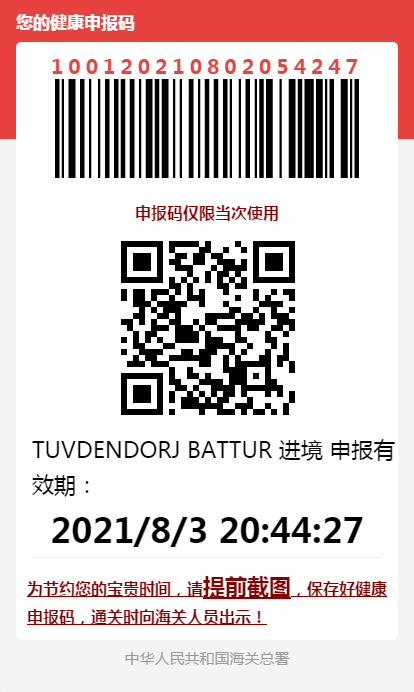 您的健康申报码
100120210802054247
申报码仅限当次使用
TUVDENDORJ BATTUR 进境 申报有
效期：
2021/8/3 20:44:27
为节约您的宝贵时间，请提前截图，保存好健康
申报码，通关时向海关人员出示！
中华人民共和国海关总署